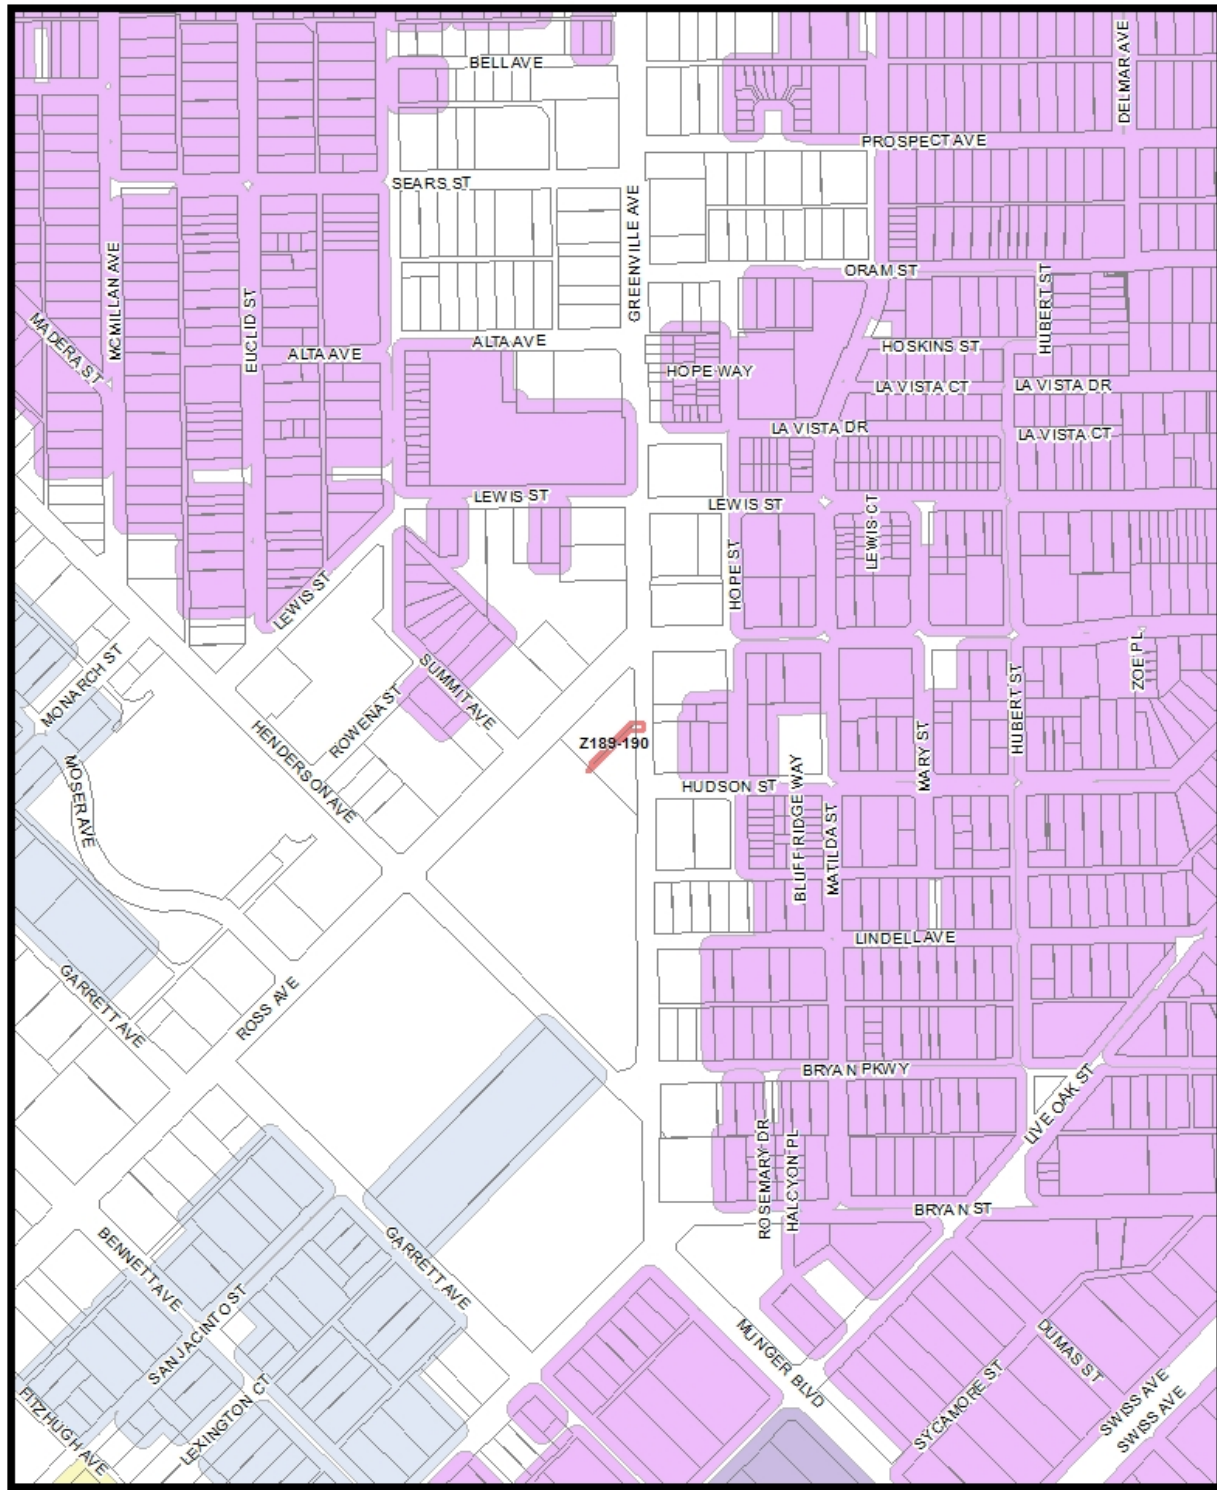 BELL AVE
DELMAR AVE
PROSPECT AVE
SEARS ST
GREENVILLE AVE
MCMILLAN AVE
EUCLID ST
ORAM ST
HUBERT ST
MADERA ST
ALTA AVE
ALTA AVE
HOSKINS ST
HOPE WAY
LA VISTA CT
LA VISTA DR
LA VISTA DR
LA VISTA CT
LEWIS ST
LEWIS ST
LEWIS CT
HOPE ST
LEWIS ST
MONARCH ST
SUMMIT AVE
ROWENA ST
HENDERSON AVE
ZOE PL
HUBERT ST
MARY ST
Z189-190
MOSER AVE
HUDSON ST
BLUFF RIDGE WAY
MATILDA ST
LINDELL AVE
GARRETT AVE
ROSS AVE
BRYAN PKWY
LIVE OAK ST
ROSEMARY DR
HALCYON PL
BRYAN ST
BENNETT AVE
GARRETT AVE
SAN JACINTO ST
MUNGER BLVD
DUMAS ST
FITZHUGH AVE
LEXINGTON CT
SYCAMORE ST
SWISS AVE
SWISS AVE